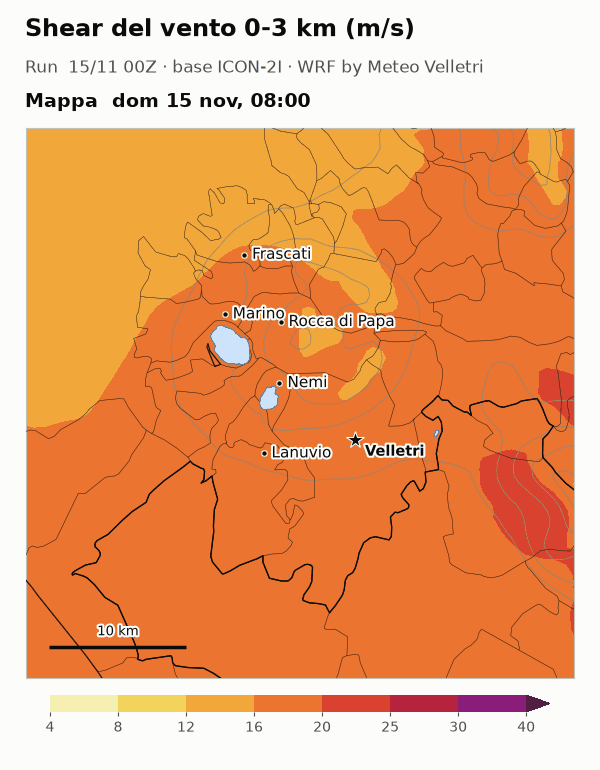 Shear del vento 0-3 km (m/s)
Run  15/11 00Z · base ICON-2I · WRF by Meteo Velletri
Mappa  dom 15 nov, 08:00
Frascati
Marino
Rocca di Papa
Nemi
Velletri
Lanuvio
10 km
4 8 12 16 20 25 30 40